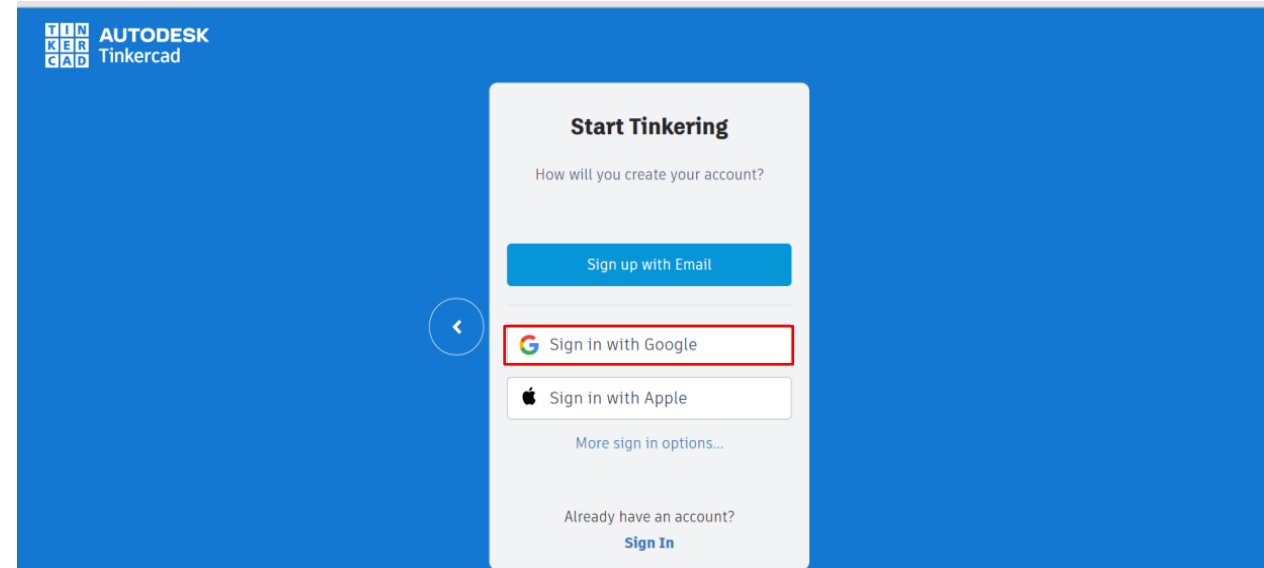 TIN
KER
CAD
AUTODESK
Tinkercad
Start Tinkering
How will you create your account?
Sign up with Email
Sign in with Google
Sign in with Apple
More sign in options...
Already have an account?
Sign In